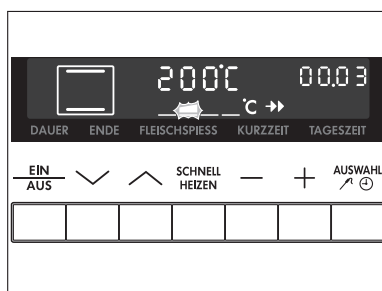 200°C 00.03
°C
DAUER ENDE FLEISCHSPIESS KURZZEIT TAGESZEIT
EIN SCHNELL AUSWAHL
AUS HEIZEN